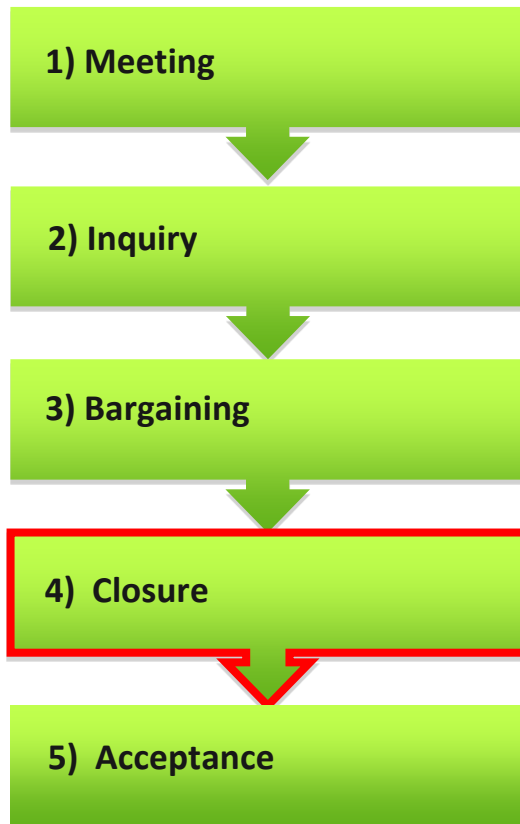 1) Meeting
2) Inquiry
3) Bargaining
4) Closure
5) Acceptance